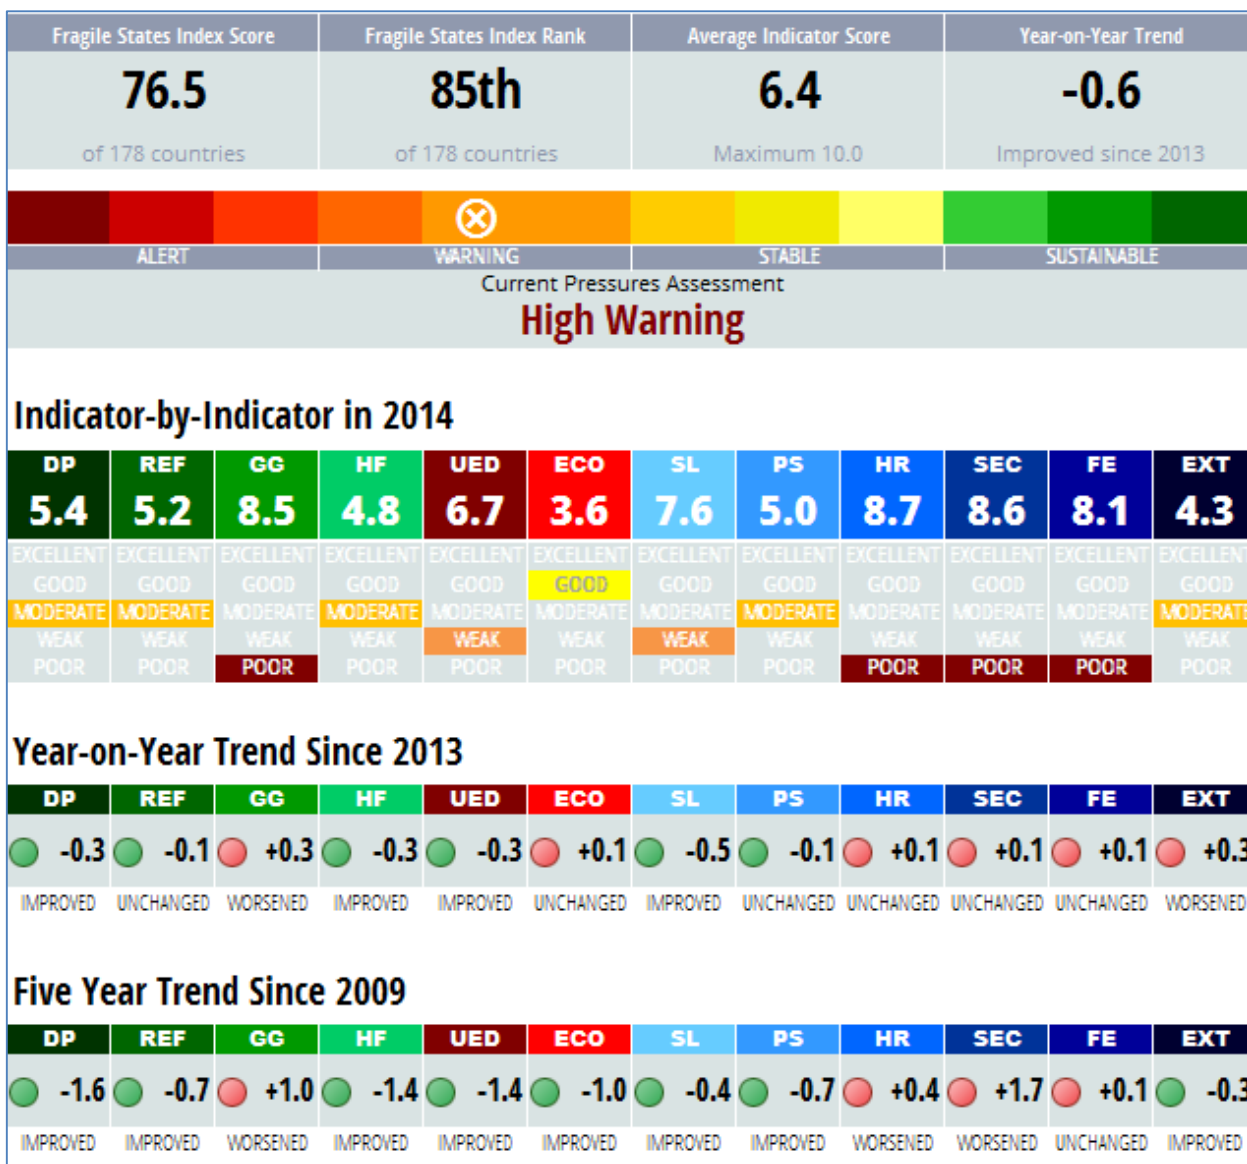 Fragile States Index Score Fragile States Index Rank Average Indicator Score Year-on-Year Trend
76.5 85th 6.4 -0.6
of 178 countries of 178 countries Maximum 10.0 Improved since 2013
ALERT WARNING STABLE SUSTAINABLE
Current Pressures Assessment
High Warning
Indicator-by-Indicator in 2014
DP REF GG HF UED ECO SL PS HR SEC FE EXT
5.4 5.2 8.5 4.8 6.7 3.6 7.6 5.0 8.7 8.6 8.1 4.3
EXCELLENT EXCELLENT EXCELLENT EXCELLENT EXCELLENT EXCELLENT EXCELLENT EXCELLENT EXCELLENT EXCELLENT EXCELLENT EXCELLENT
GOOD GOOD GOOD GOOD GOOD GOOD GOOD GOOD GOOD GOOD GOOD GOOD
MODERATE MODERATE MODERATE MODERATE MODERATE MODERATE MODERATE MODERATE MODERATE MODERATE MODERATE MODERATE
WEAK WEAK WEAK WEAK WEAK WEAK WEAK WEAK WEAK WEAK WEAK WEAK
POOR POOR POOR POOR POOR POOR POOR POOR POOR POOR POOR POOR
Year-on-Year Trend Since 2013
DP REF GG HF UED ECO SL PS HR SEC FE EXT
-0.3 -0.1 +0.3 -0.3 -0.3 +0.1 -0.5 -0.1 +0.1 +0.1 +0.1 +0.3
IMPROVED UNCHANGED WORSENED IMPROVED IMPROVED UNCHANGED IMPROVED UNCHANGED UNCHANGED UNCHANGED UNCHANGED WORSENED
Five Year Trend Since 2009
DP REF GG HF UED ECO SL PS HR SEC FE EXT
-1.6 -0.7 +1.0 -1.4 -1.4 -1.0 -0.4 -0.7 +0.4 +1.7 +0.1 -0.3
IMPROVED IMPROVED WORSENED IMPROVED IMPROVED IMPROVED IMPROVED IMPROVED WORSENED WORSENED UNCHANGED IMPROVED